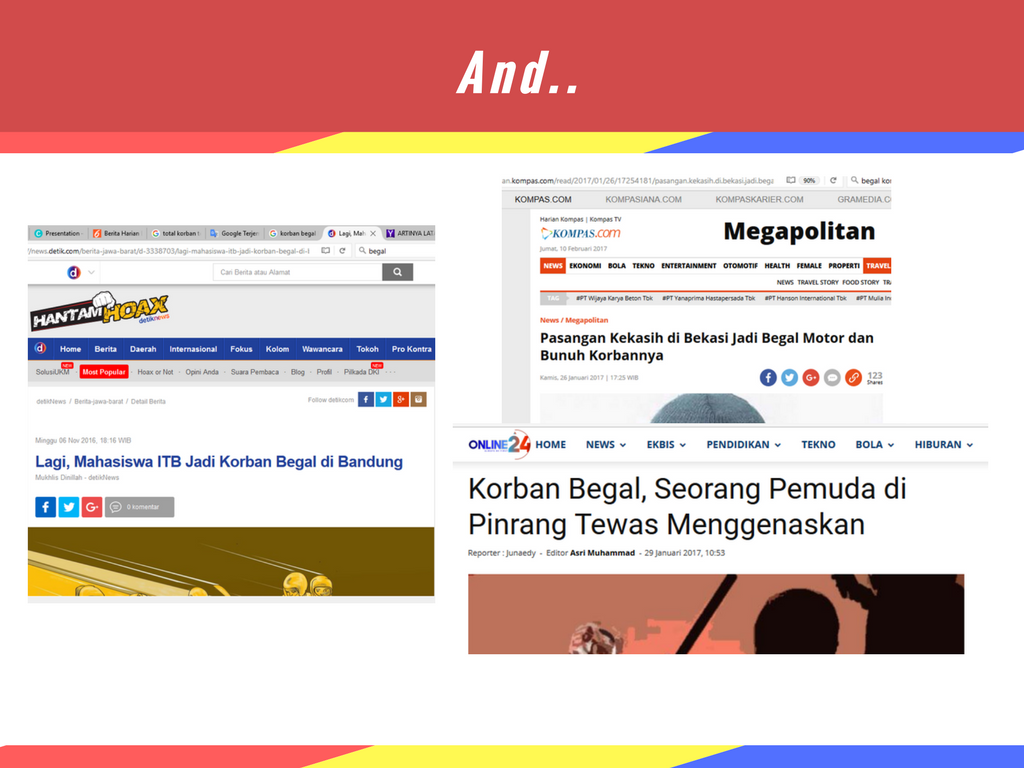 And..
Presentation - Berita Harian G total korban t Google Terjer G korban begal Lagi, Mah: ARTINYA LAT
/news.detik.com/berita-jawa-barat/d-3338703/lagi-mahasiswa-itb-jadi-korban-begal-di-l begal
d Cari Berita atau Alamat
HANTAM HOAX
detiknews
d Home Berita Daerah Internasional Fokus Kolom Wawancara Tokoh Pro Kontra
NEW NEW
SolusiUKM Most Popular Hoax or Not Opini Anda Suara Pembaca Blog Profil Pilkada DKI
detikNews / Berita-jawa-barat / Detail Berita Follow detikcom
Minggu 06 Nov 2016, 18:16 WIB
Lagi, Mahasiswa ITB Jadi Korban Begal di Bandung
Mukhlis Dinillah - detikNews
0 komentar
an.kompas.com/read/2017/01/26/17254181/pasangan.kekasih.di.bekasi.jadi.bega 90% begal kor
KOMPAS.COM KOMPASIANA.COM KOMPASKARIER.COM GRAMEDIA.C
Harian Kompas | Kompas TV
KOMPAS.com Megapolitan
Jumat, 10 Februari 2017
NEWS EKONOMI BOLA TEKNO ENTERTAINMENT OTOMOTIF HEALTH FEMALE PROPERTI TRAVEL
NEWS TRAVEL STORY FOOD STORY TR
TAG #PT Wijaya Karya Beton Tbk #PT Yanaprima Hastapersada Tbk #PT Hanson International Tbk #PT Mulia In
News / Megapolitan
Pasangan Kekasih di Bekasi Jadi Begal Motor dan
Bunuh Korbannya
Kamis, 26 Januari 2017 | 17:25 WIB 123
Shares
ONLINE24 HOME NEWS EKBIS PENDIDIKAN TEKNO BOLA HIBURAN
Korban Begal, Seorang Pemuda di
Pinrang Tewas Menggenaskan
Reporter : Junaedy - Editor Asri Muhammad - 29 Januari 2017, 10:53